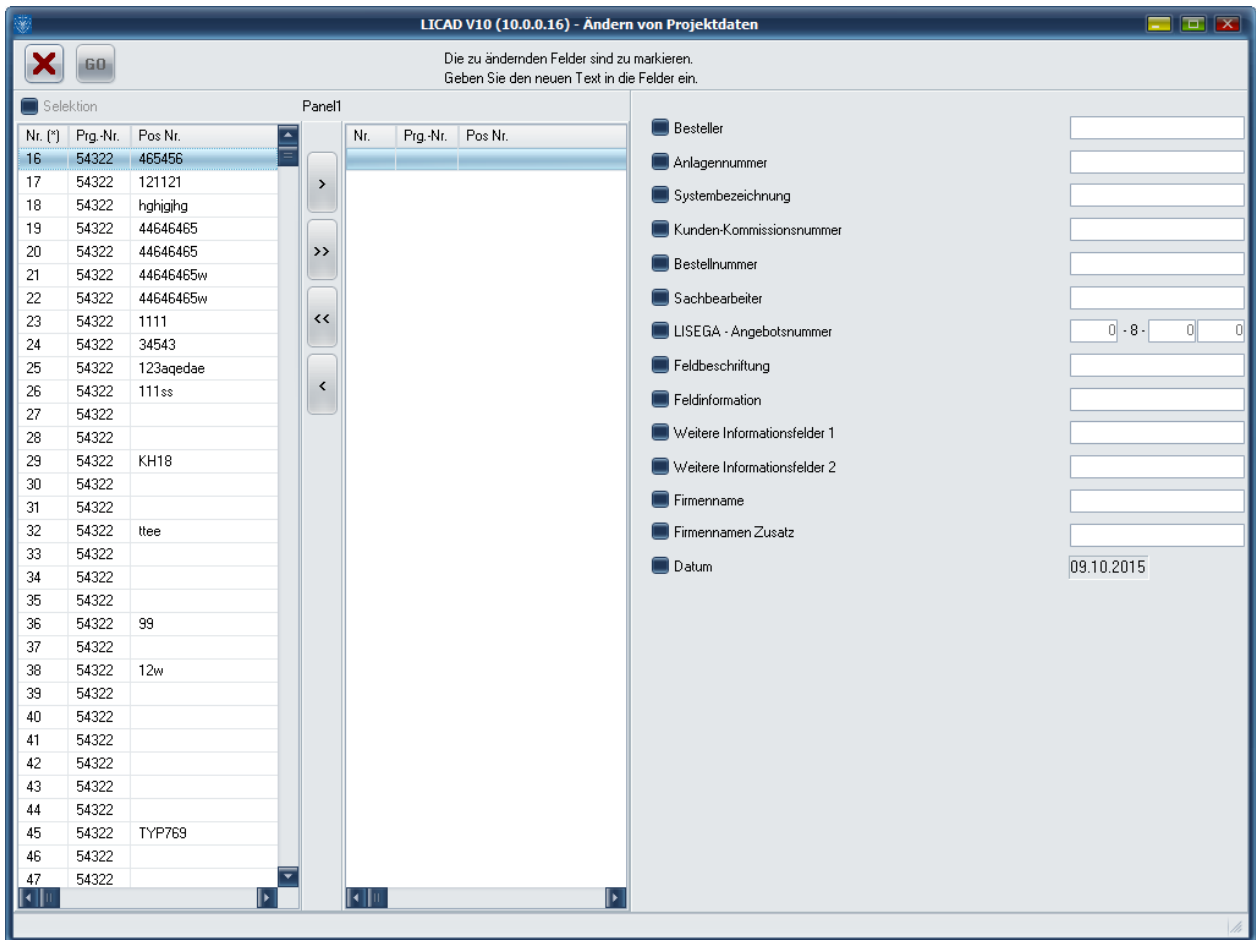 LICAD V10 (10.0.0.16) - Ändern von Projektdaten
GO
Die zu ändernden Felder sind zu markieren.
Geben Sie den neuen Text in die Felder ein.
Selektion
Panel1
Nr. (*) Prg.-Nr. Pos Nr.
16 54322 465456
17 54322 121121
18 54322 hghjgjhg
19 54322 44646465
20 54322 44646465
21 54322 44646465w
22 54322 44646465w
23 54322 1111
24 54322 34543
25 54322 123aqedae
26 54322 111ss
27 54322
28 54322
29 54322 KH18
30 54322
31 54322
32 54322 ttee
33 54322
34 54322
35 54322
36 54322 99
37 54322
38 54322 12w
39 54322
40 54322
41 54322
42 54322
43 54322
44 54322
45 54322 TYP769
46 54322
47 54322
>
>>
<<
<
Nr. Prg.-Nr. Pos Nr.
Besteller
Anlagennummer
Systembezeichnung
Kunden-Kommissionsnummer
Bestellnummer
Sachbearbeiter
LISEGA - Angebotsnummer 0 - 8 - 0 0
Feldbeschriftung
Feldinformation
Weitere Informationsfelder 1
Weitere Informationsfelder 2
Firmenname
Firmennamen Zusatz
Datum 09.10.2015